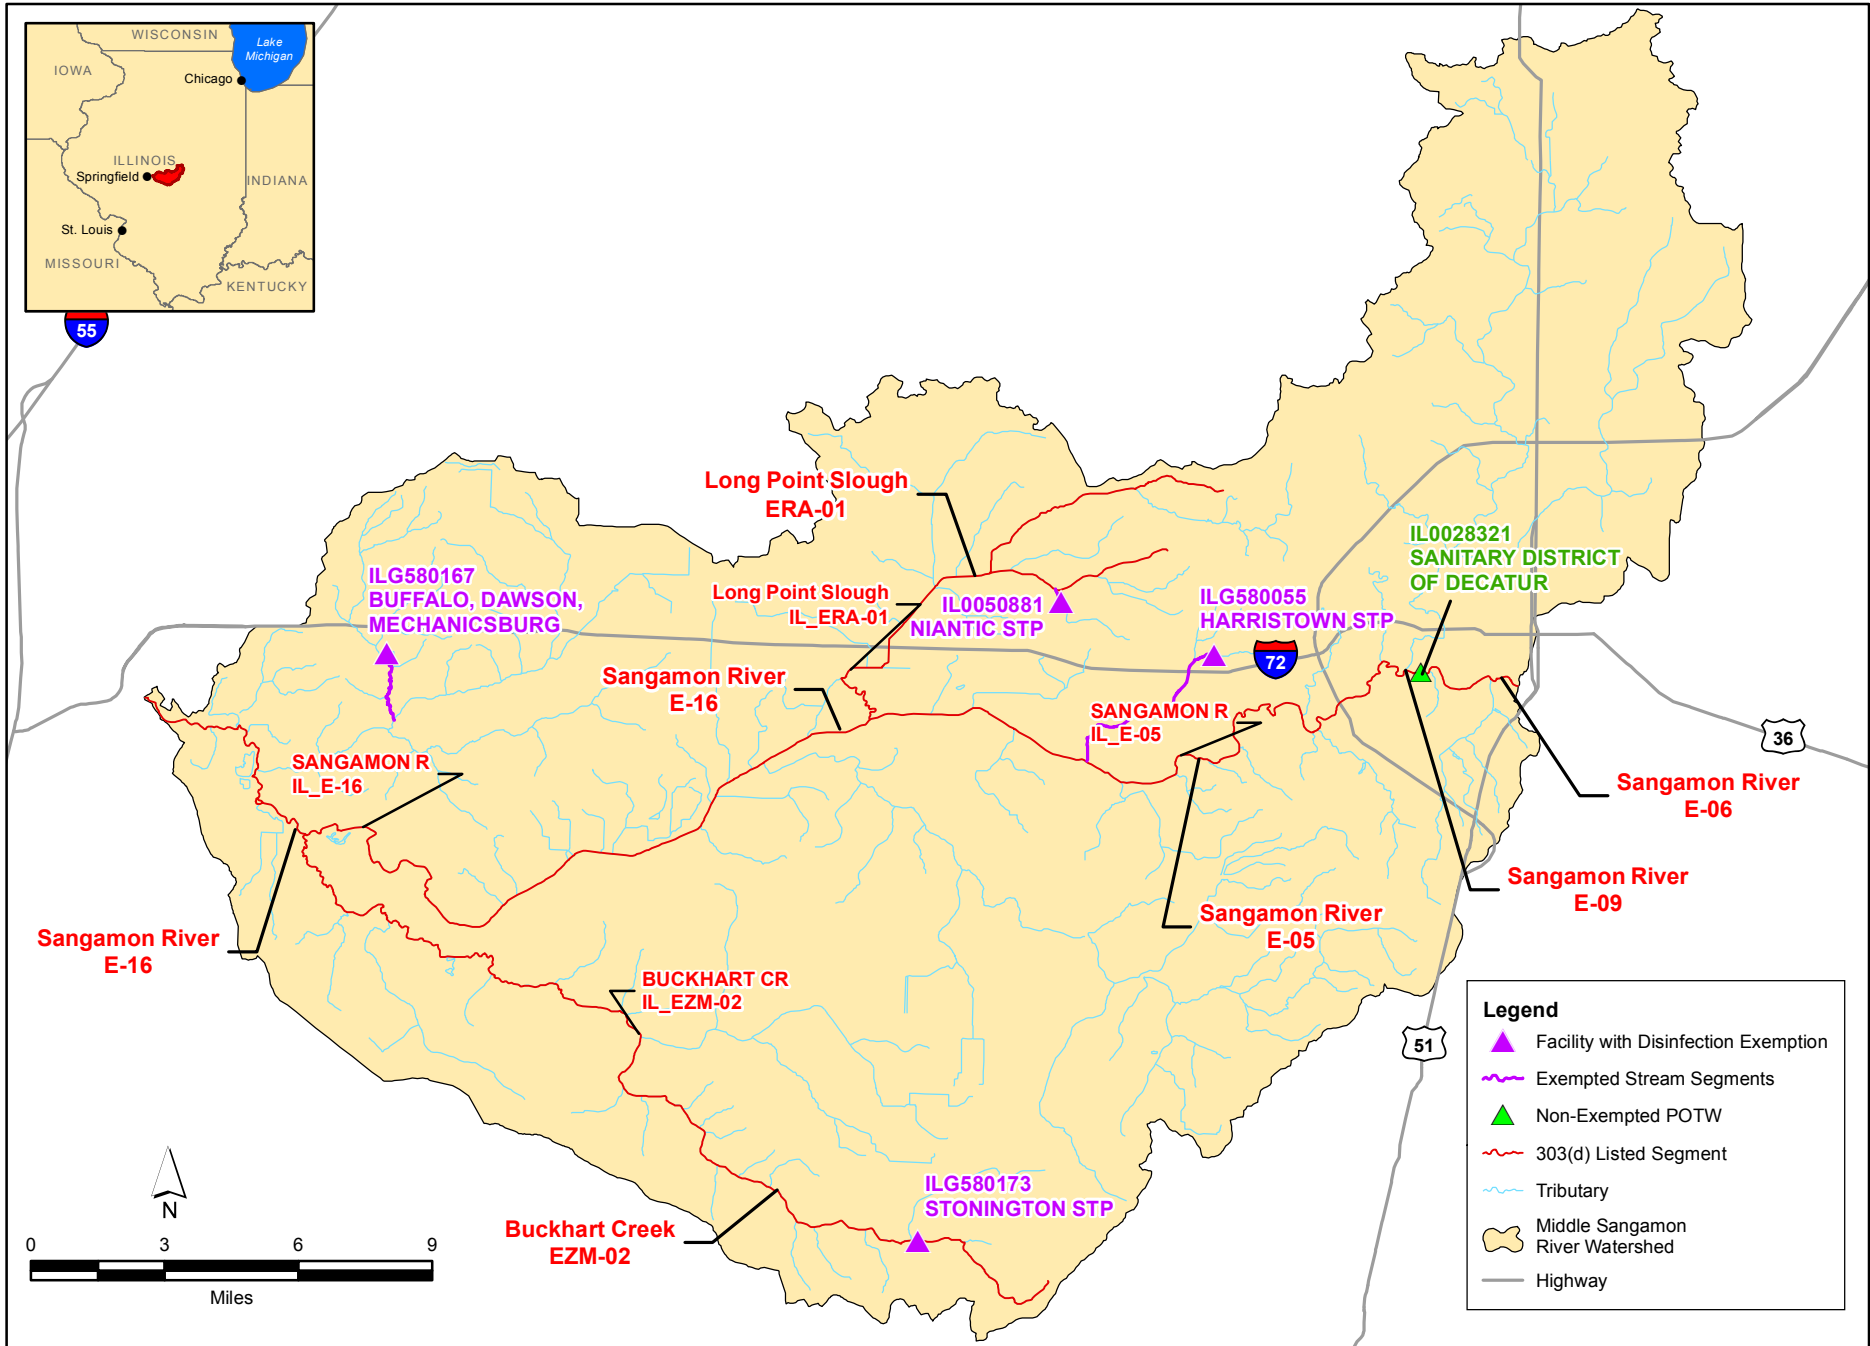 WISCONSIN
Lake
Michigan
IOWA
Chicago
ILLINOIS
Springfield
INDIANA
St. Louis
MISSOURI
KENTUCKY
55
Long Point Slough
ERA-01
IL0028321
SANITARY DISTRICT
OF DECATUR
ILG580167
BUFFALO, DAWSON,
MECHANICSBURG
Long Point Slough
IL_ERA-01
IL0050881
NIANTIC STP
ILG580055
HARRISTOWN STP
72
Sangamon River
E-16
SANGAMON R
IL_E-05
36
SANGAMON R
IL_E-16
Sangamon River
E-06
Sangamon River
E-09
Sangamon River
E-05
Sangamon River
E-16
BUCKHART CR
IL_EZM-02
51
ILG580173
STONINGTON STP
Buckhart Creek
EZM-02
N
0 3 6 9
Miles
Legend
Facility with Disinfection Exemption
Exempted Stream Segments
Non-Exempted POTW
303(d) Listed Segment
Tributary
Middle Sangamon
River Watershed
Highway